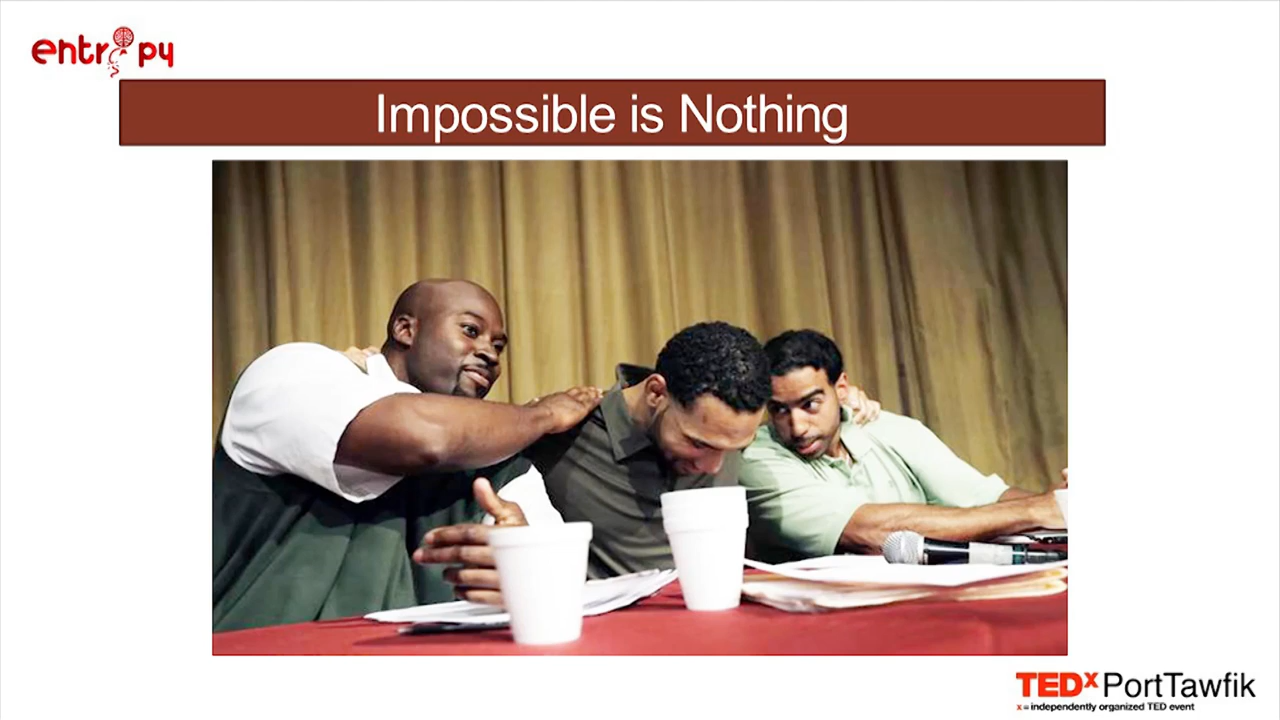 entropy
Impossible is Nothing
TEDxPortTawfik
x = independently organized TED event